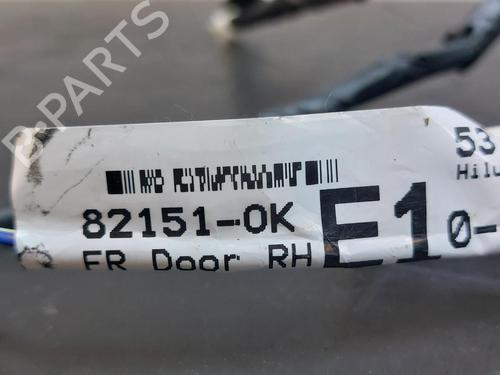 B-PARTS
53
Hilu
82151-0K E1 0-
FR Door RH